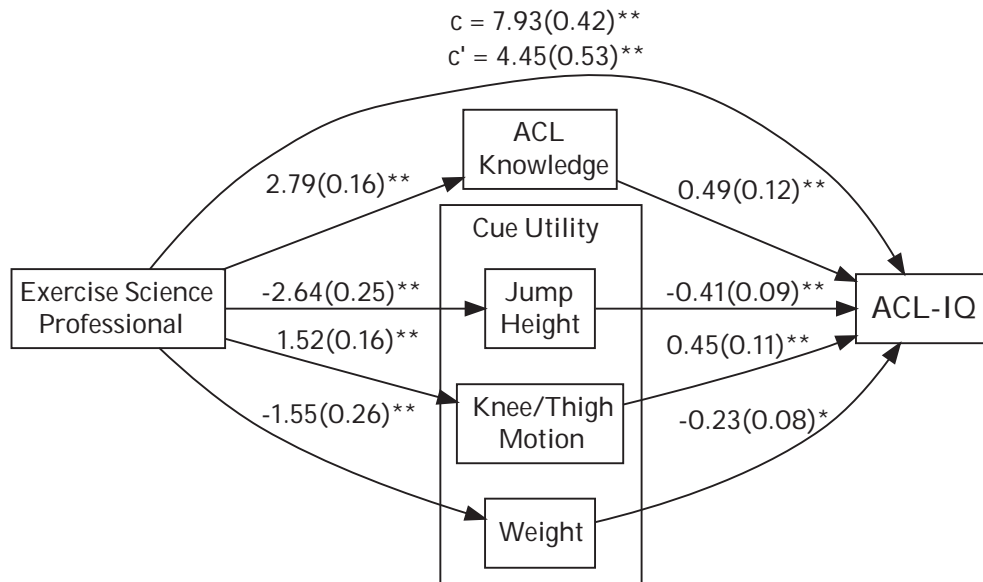 c = 7.93(0.42)**
c' = 4.45(0.53)**
ACL
Knowledge
2.79(0.16)**
0.49(0.12)**
Cue Utility
Exercise Science
Professional
-2.64(0.25)**
Jump
Height
-0.41(0.09)**
ACL-IQ
1.52(0.16)**
0.45(0.11)**
-1.55(0.26)**
Knee/Thigh
Motion
-0.23(0.08)*
Weight